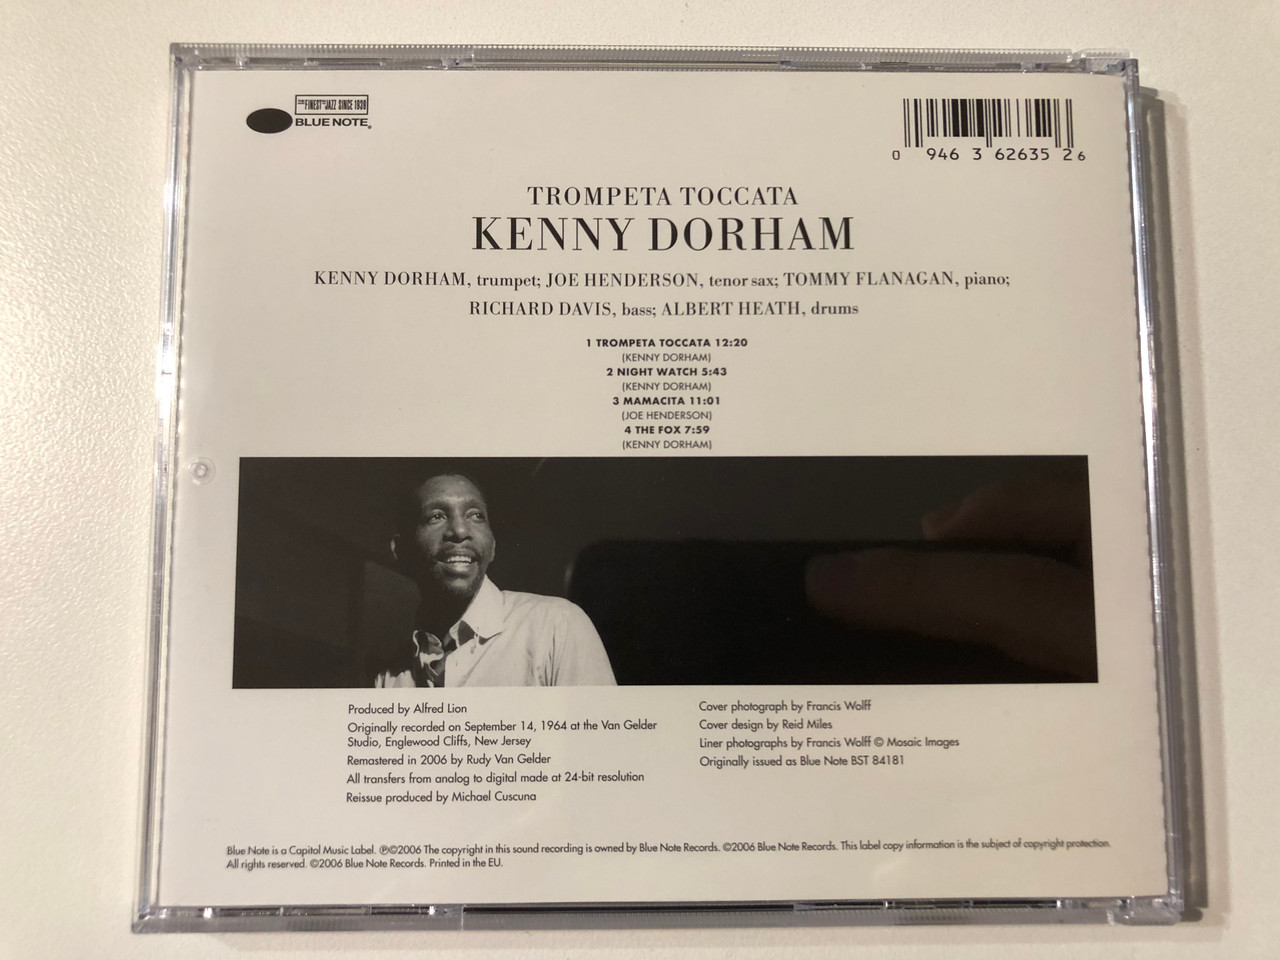 THE FINEST IN JAZZ SINCE 1939
BLUE NOTE®
0 946 3 62635 2 6
TROMPETA TOCCATA
KENNY DORHAM
KENNY DORHAM, trumpet; JOE HENDERSON, tenor sax; TOMMY FLANAGAN, piano;
RICHARD DAVIS, bass; ALBERT HEATH, drums
1 TROMPETA TOCCATA 12:20
(KENNY DORHAM)
2 NIGHT WATCH 5:43
(KENNY DORHAM)
3 MAMACITA 11:01
(JOE HENDERSON)
4 THE FOX 7:59
(KENNY DORHAM)
Produced by Alfred Lion
Originally recorded on September 14, 1964 at the Van Gelder
Studio, Englewood Cliffs, New Jersey
Remastered in 2006 by Rudy Van Gelder
All transfers from analog to digital made at 24-bit resolution
Reissue produced by Michael Cuscuna
Cover photograph by Francis Wolff
Cover design by Reid Miles
Liner photographs by Francis Wolff © Mosaic Images
Originally issued as Blue Note BST 84181
Blue Note is a Capitol Music Label. ℗©2006 The copyright in this sound recording is owned by Blue Note Records. ©2006 Blue Note Records. This label copy information is the subject of copyright protection.
All rights reserved. ©2006 Blue Note Records. Printed in the EU.